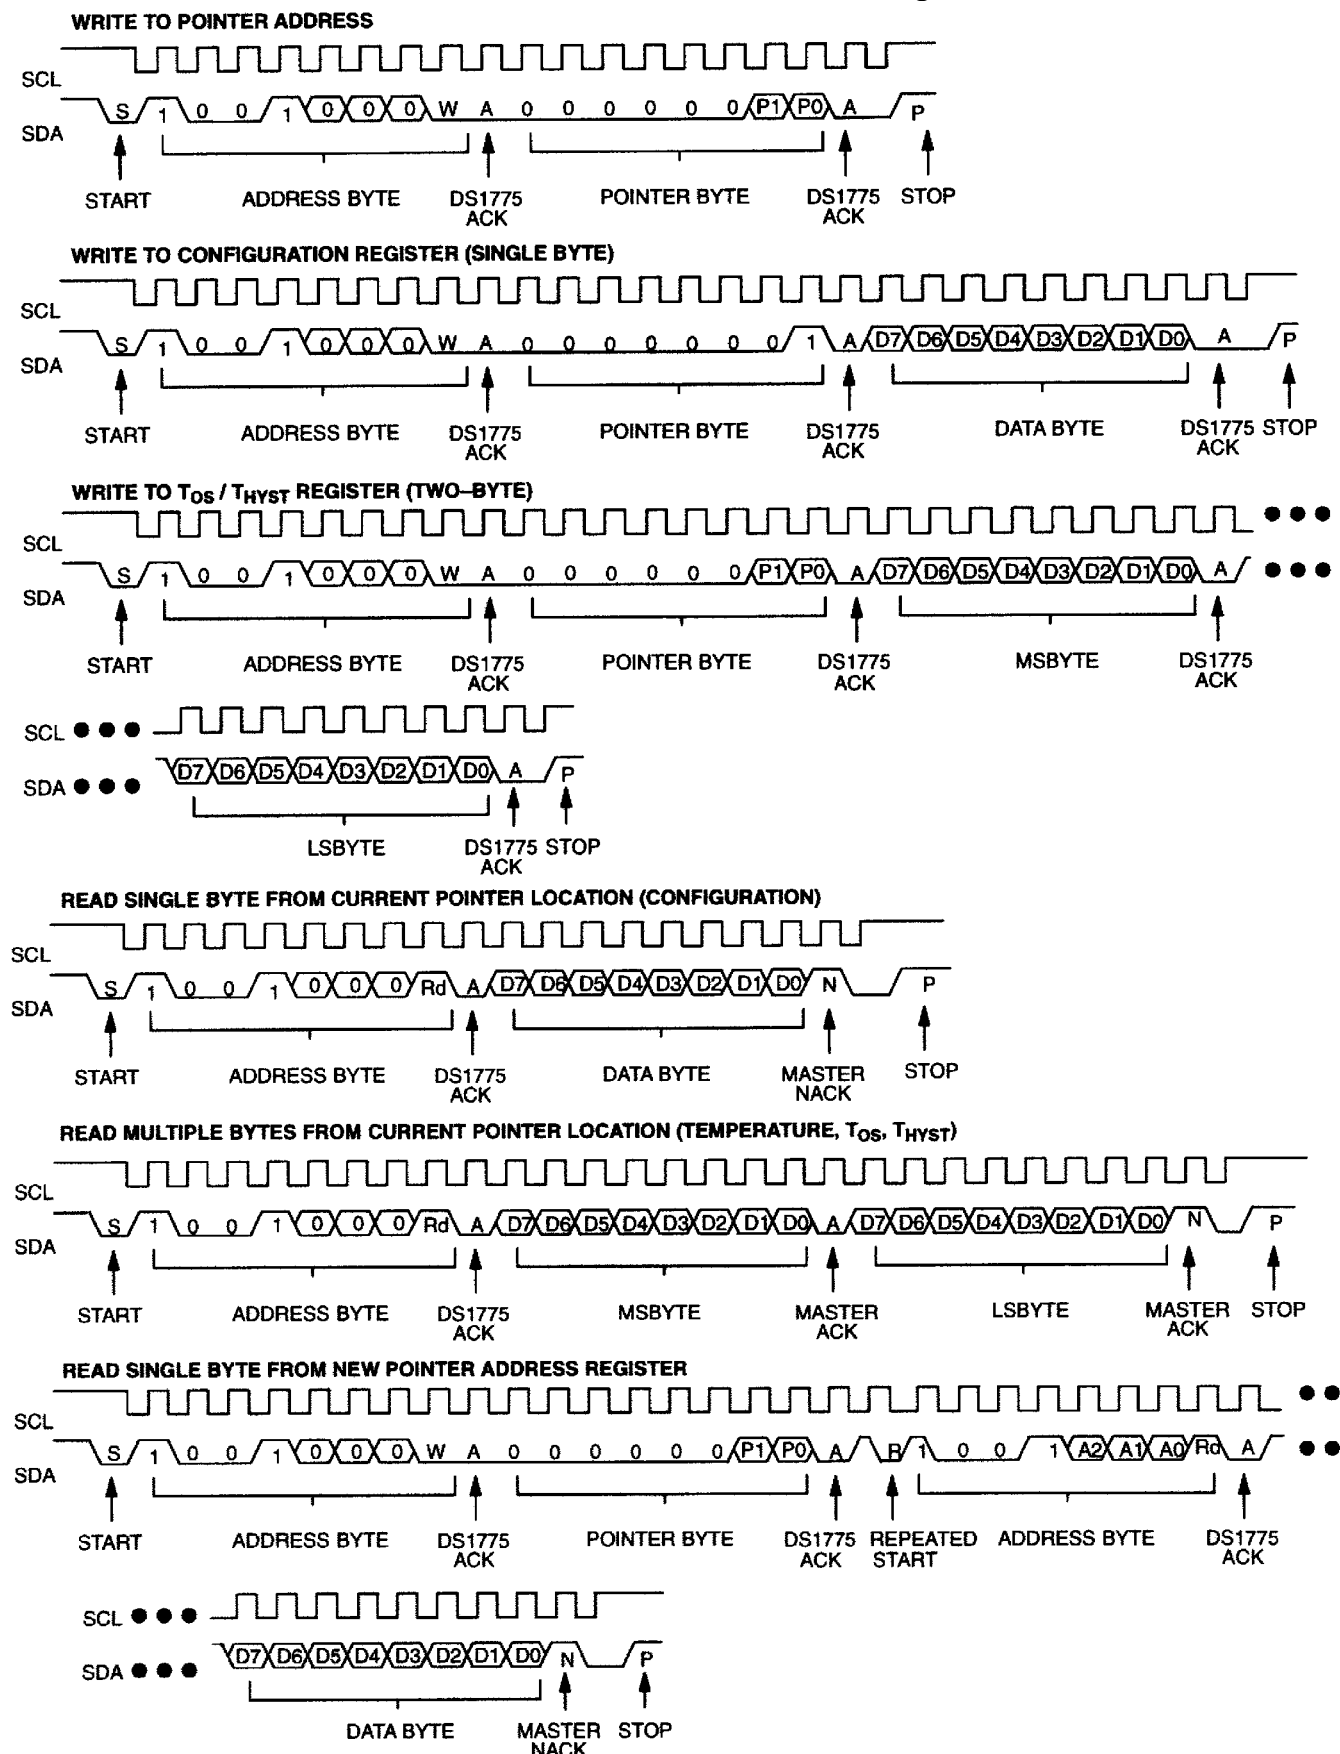 WRITE TO POINTER ADDRESS
SCL
SDA S 1 0 0 1 0 0 0 W A 0 0 0 0 0 0 P1 P0 A P
START ADDRESS BYTE DS1775 ACK POINTER BYTE DS1775 ACK STOP
WRITE TO CONFIGURATION REGISTER (SINGLE BYTE)
SCL
SDA S 1 0 0 1 0 0 0 W A 0 0 0 0 0 0 0 1 A D7 D6 D5 D4 D3 D2 D1 D0 A P
START ADDRESS BYTE DS1775 ACK POINTER BYTE DS1775 ACK DATA BYTE DS1775 ACK STOP
WRITE TO TOS / THYST REGISTER (TWO–BYTE)
SCL
SDA S 1 0 0 1 0 0 0 W A 0 0 0 0 0 0 P1 P0 A D7 D6 D5 D4 D3 D2 D1 D0 A
START ADDRESS BYTE DS1775 ACK POINTER BYTE DS1775 ACK MSBYTE DS1775 ACK
SCL
SDA D7 D6 D5 D4 D3 D2 D1 D0 A P
LSBYTE DS1775 ACK STOP
READ SINGLE BYTE FROM CURRENT POINTER LOCATION (CONFIGURATION)
SCL
SDA S 1 0 0 1 0 0 0 Rd A D7 D6 D5 D4 D3 D2 D1 D0 N P
START ADDRESS BYTE DS1775 ACK DATA BYTE MASTER NACK STOP
READ MULTIPLE BYTES FROM CURRENT POINTER LOCATION (TEMPERATURE, TOS, THYST)
SCL
SDA S 1 0 0 1 0 0 0 Rd A D7 D6 D5 D4 D3 D2 D1 D0 A D7 D6 D5 D4 D3 D2 D1 D0 N P
START ADDRESS BYTE DS1775 ACK MSBYTE MASTER ACK LSBYTE MASTER ACK STOP
READ SINGLE BYTE FROM NEW POINTER ADDRESS REGISTER
SCL
SDA S 1 0 0 1 0 0 0 W A 0 0 0 0 0 0 P1 P0 A R 1 0 0 1 A2 A1 A0 Rd A
START ADDRESS BYTE DS1775 ACK POINTER BYTE DS1775 ACK REPEATED START ADDRESS BYTE DS1775 ACK
SCL
SDA D7 D6 D5 D4 D3 D2 D1 D0 N P
DATA BYTE MASTER NACK STOP